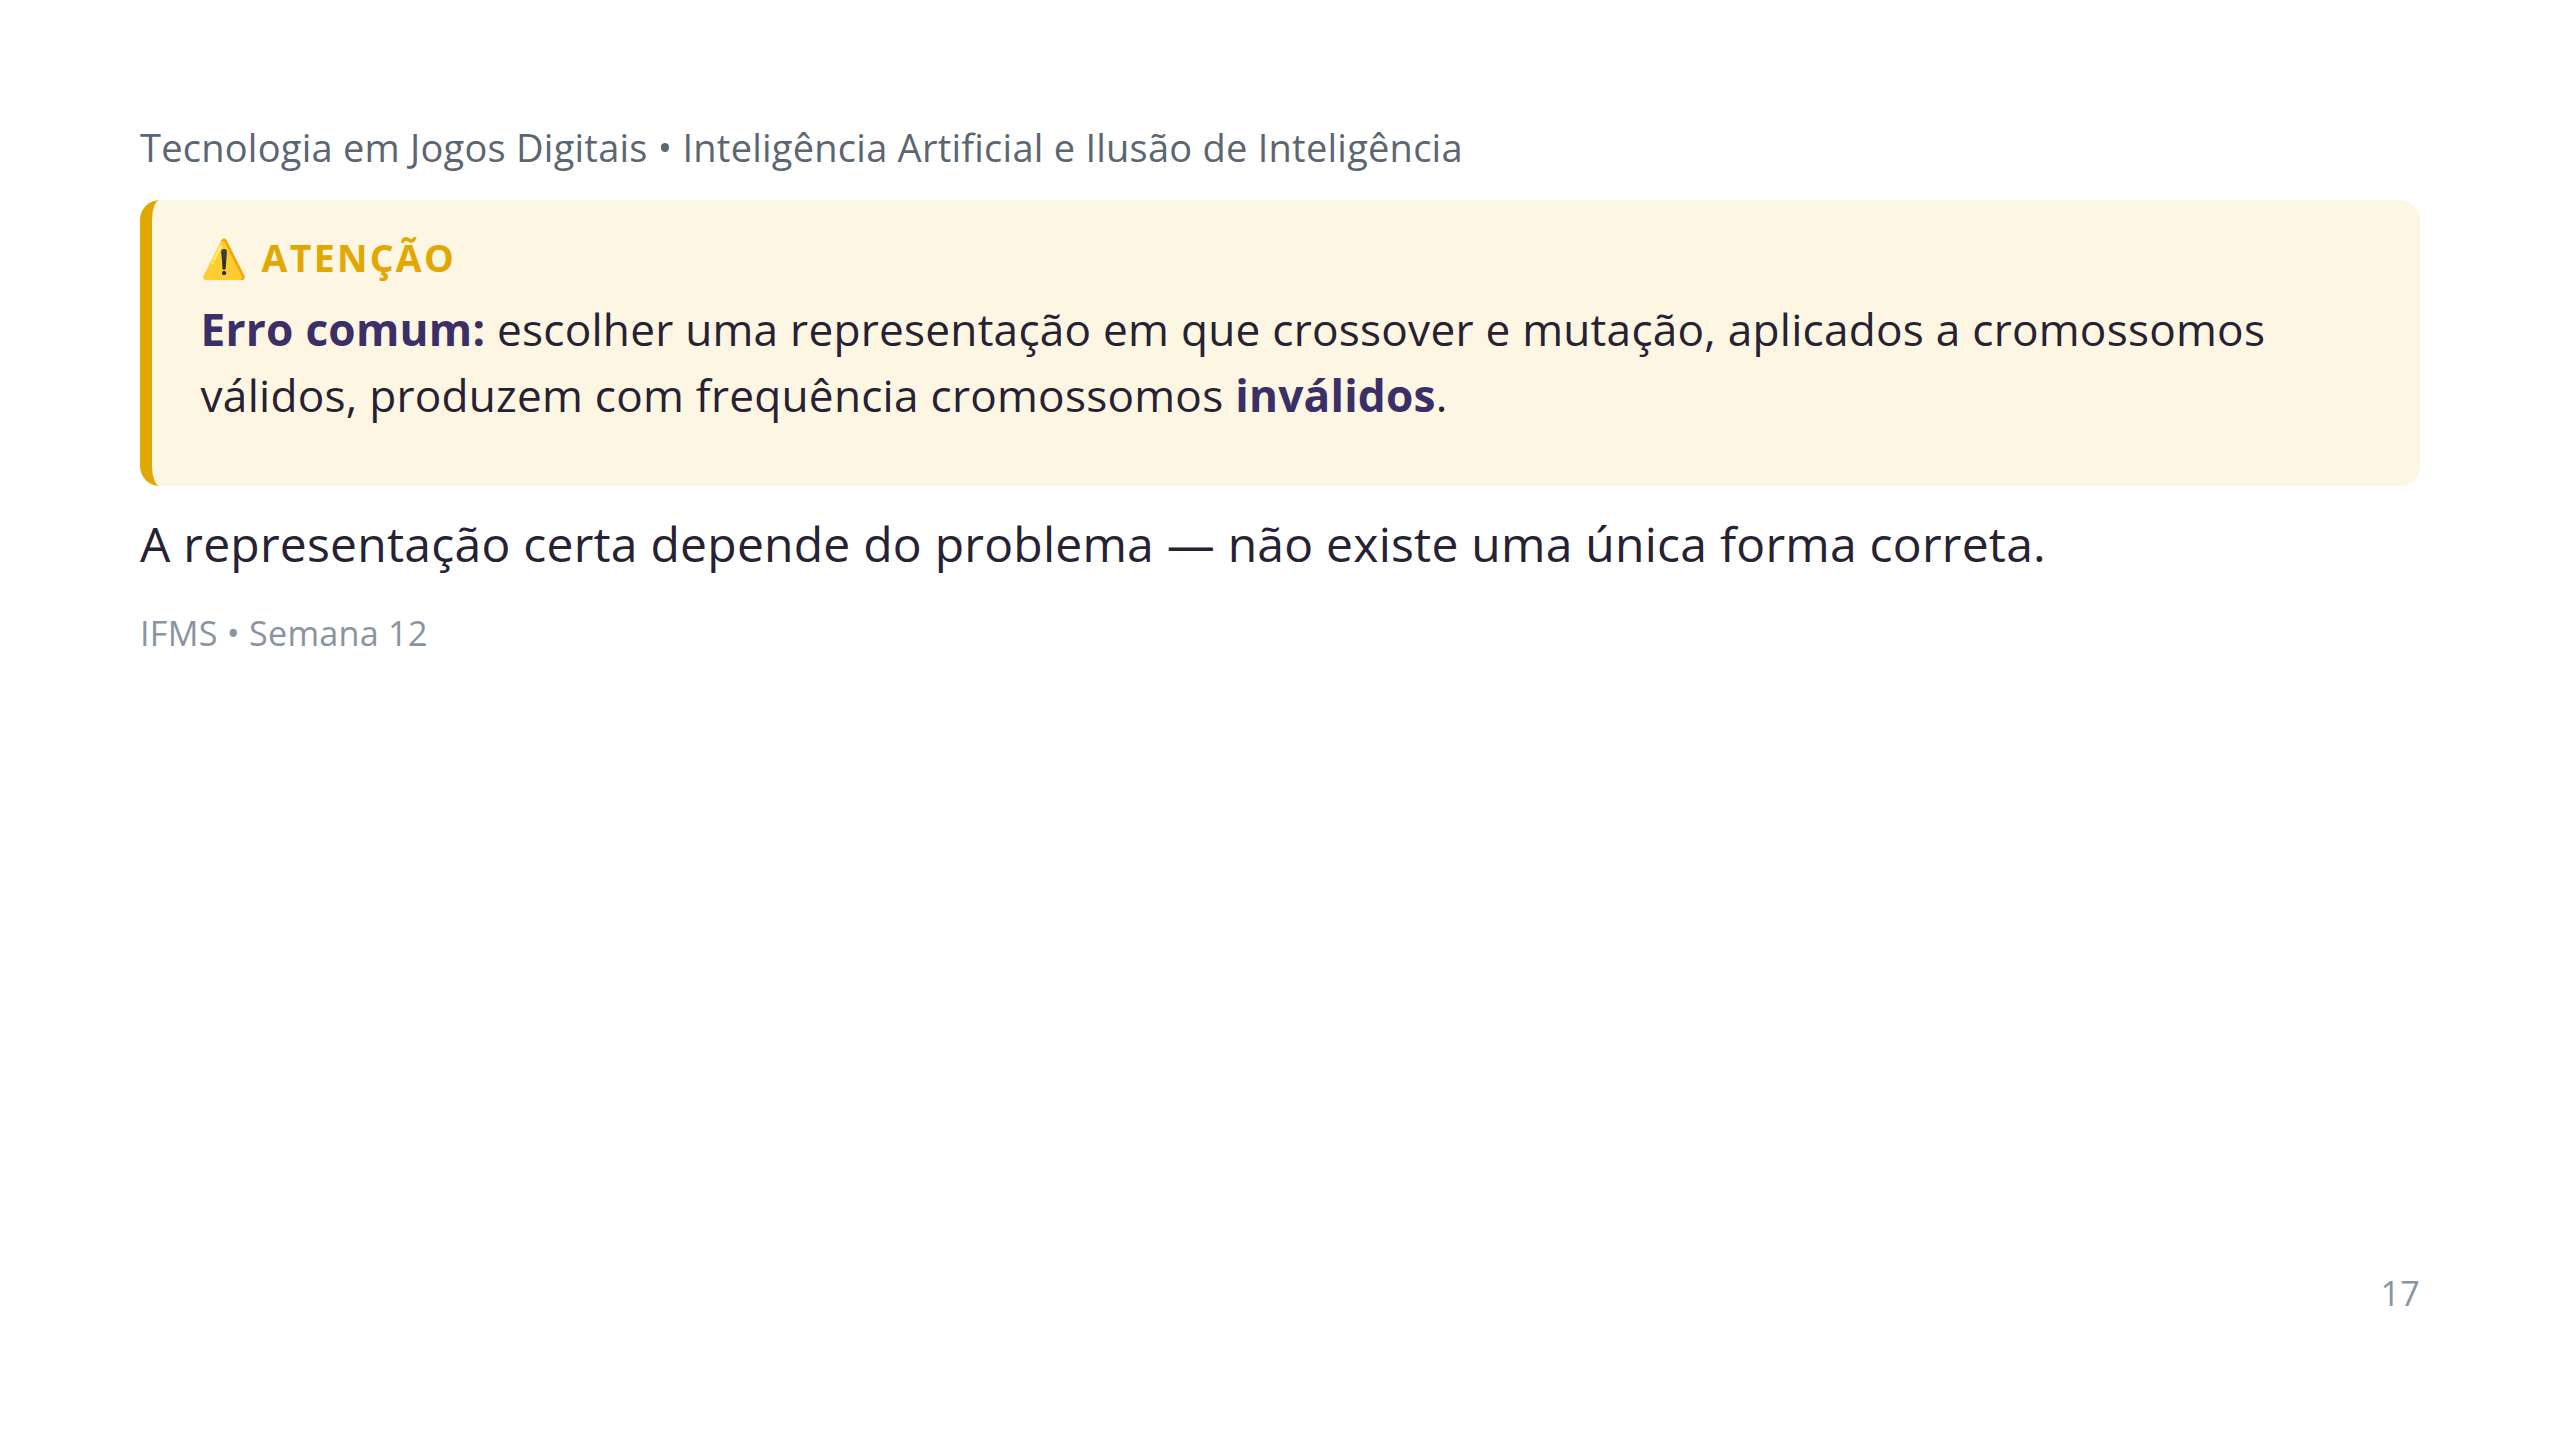 Tecnologia em Jogos Digitais • Inteligência Artificial e Ilusão de Inteligência
⚠️ ATENÇÃO
Erro comum: escolher uma representação em que crossover e mutação, aplicados a cromossomos
válidos, produzem com frequência cromossomos inválidos.
A representação certa depende do problema — não existe uma única forma correta.
IFMS • Semana 12
17